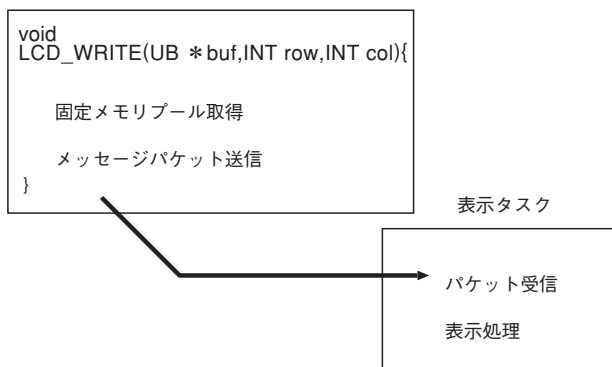 void
LCD_WRITE(UB ＊buf,INT row,INT col){
固定メモリプール取得
メッセージパケット送信
}
表示タスク
パケット受信
表示処理